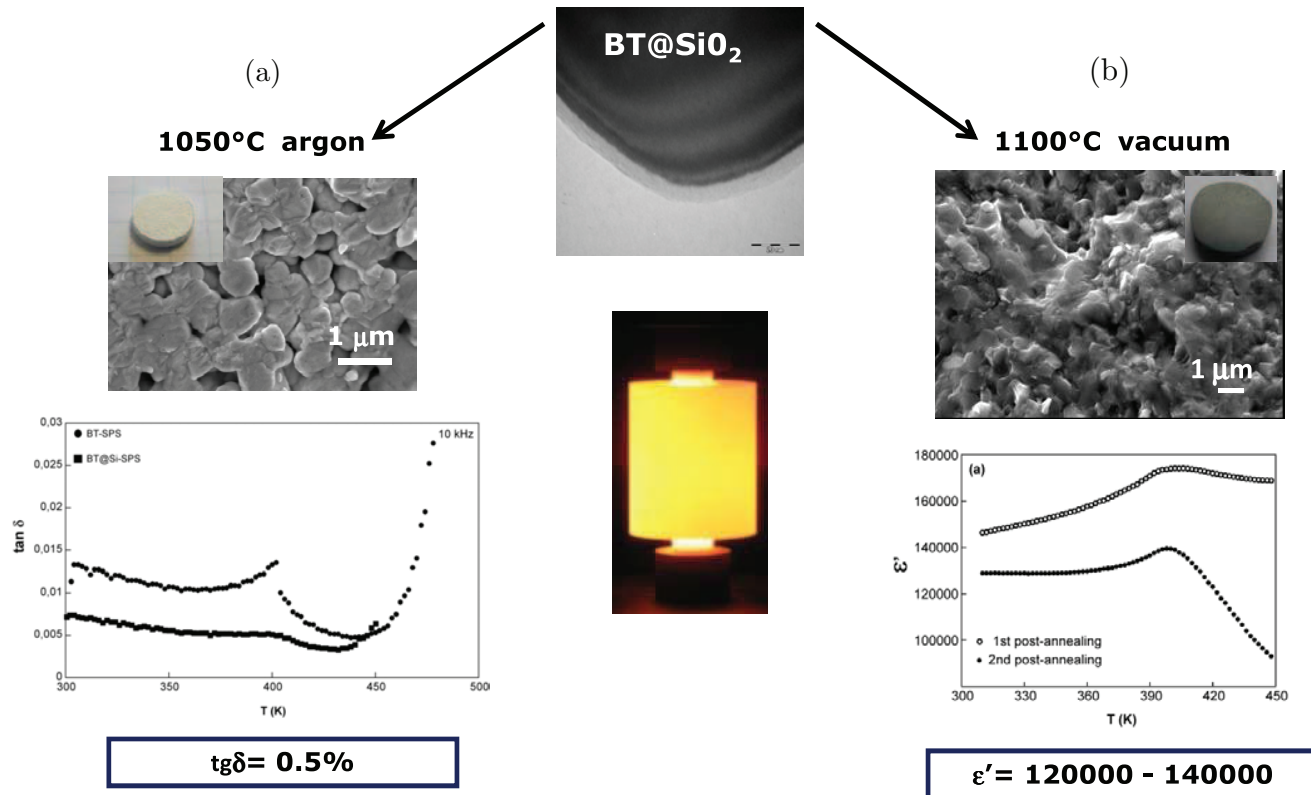 BT@Si0₂
(a)
(b)
1050°C argon
1100°C vacuum
1 μm
1 μm
0,03
0,025
0,02
0,015
0,01
0,005
0
tan δ
● BT-SPS
■ BT@Si-SPS
10 kHz
300
350
400
450
500
T (K)
tgδ= 0.5%
(a)
180000
160000
140000
120000
100000
ε'
○ 1st post-annealing
● 2nd post-annealing
300
330
360
390
420
450
T (K)
ε'= 120000 - 140000